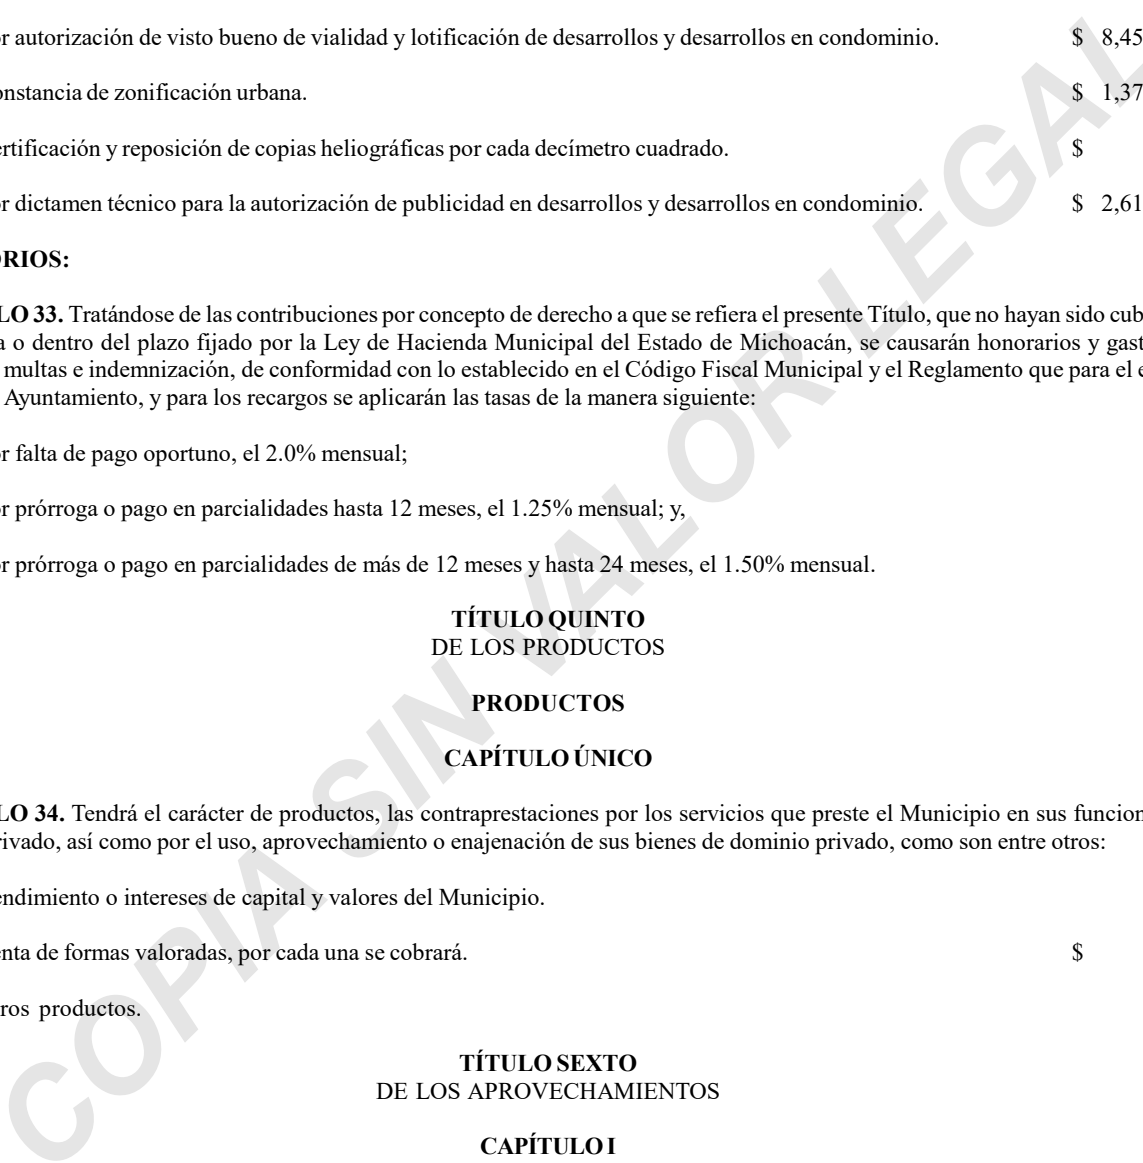 r autorización de visto bueno de vialidad y lotificación de desarrollos y desarrollos en condominio. $ 8,45
onstancia de zonificación urbana. $ 1,37
ertificación y reposición de copias heliográficas por cada decímetro cuadrado. $
r dictamen técnico para la autorización de publicidad en desarrollos y desarrollos en condominio. $ 2,61
ORIOS:
LO 33. Tratándose de las contribuciones por concepto de derecho a que se refiera el presente Título, que no hayan sido cub
a o dentro del plazo fijado por la Ley de Hacienda Municipal del Estado de Michoacán, se causarán honorarios y gast
multas e indemnización, de conformidad con lo establecido en el Código Fiscal Municipal y el Reglamento que para el e
Ayuntamiento, y para los recargos se aplicarán las tasas de la manera siguiente:
r falta de pago oportuno, el 2.0% mensual;
r prórroga o pago en parcialidades hasta 12 meses, el 1.25% mensual; y,
r prórroga o pago en parcialidades de más de 12 meses y hasta 24 meses, el 1.50% mensual.
TÍTULO QUINTO
DE LOS PRODUCTOS
PRODUCTOS
CAPÍTULO ÚNICO
LO 34. Tendrá el carácter de productos, las contraprestaciones por los servicios que preste el Municipio en sus funcion
rivado, así como por el uso, aprovechamiento o enajenación de sus bienes de dominio privado, como son entre otros:
endimiento o intereses de capital y valores del Municipio.
enta de formas valoradas, por cada una se cobrará. $
ros productos.
TÍTULO SEXTO
DE LOS APROVECHAMIENTOS
CAPÍTULO I
COPIA SIN VALOR LEGAL